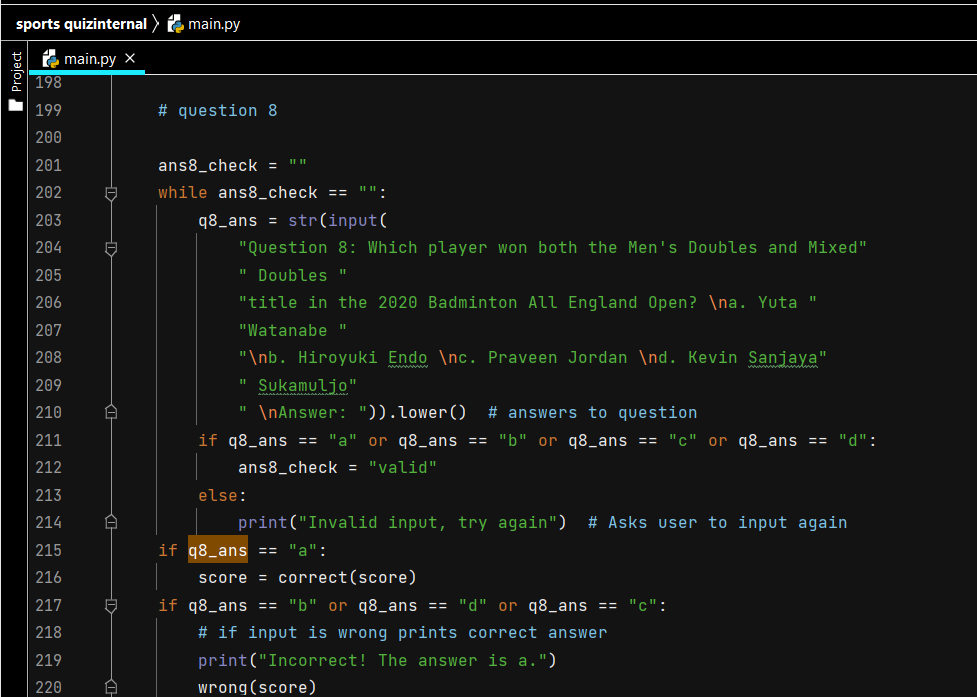 sports quizinternal
main.py
Project
main.py
198
199 # question 8
200
201 ans8_check = ""
202 while ans8_check == "":
203 q8_ans = str(input(
204 "Question 8: Which player won both the Men's Doubles and Mixed"
205 " Doubles "
206 "title in the 2020 Badminton All England Open? \na. Yuta "
207 "Watanabe "
208 "\nb. Hiroyuki Endo \nc. Praveen Jordan \nd. Kevin Sanjaya"
209 " Sukamuljo"
210 " \nAnswer: ")).lower()  # answers to question
211 if q8_ans == "a" or q8_ans == "b" or q8_ans == "c" or q8_ans == "d":
212 ans8_check = "valid"
213 else:
214 print("Invalid input, try again")  # Asks user to input again
215 if q8_ans == "a":
216 score = correct(score)
217 if q8_ans == "b" or q8_ans == "d" or q8_ans == "c":
218 # if input is wrong prints correct answer
219 print("Incorrect! The answer is a.")
220 wrong(score)